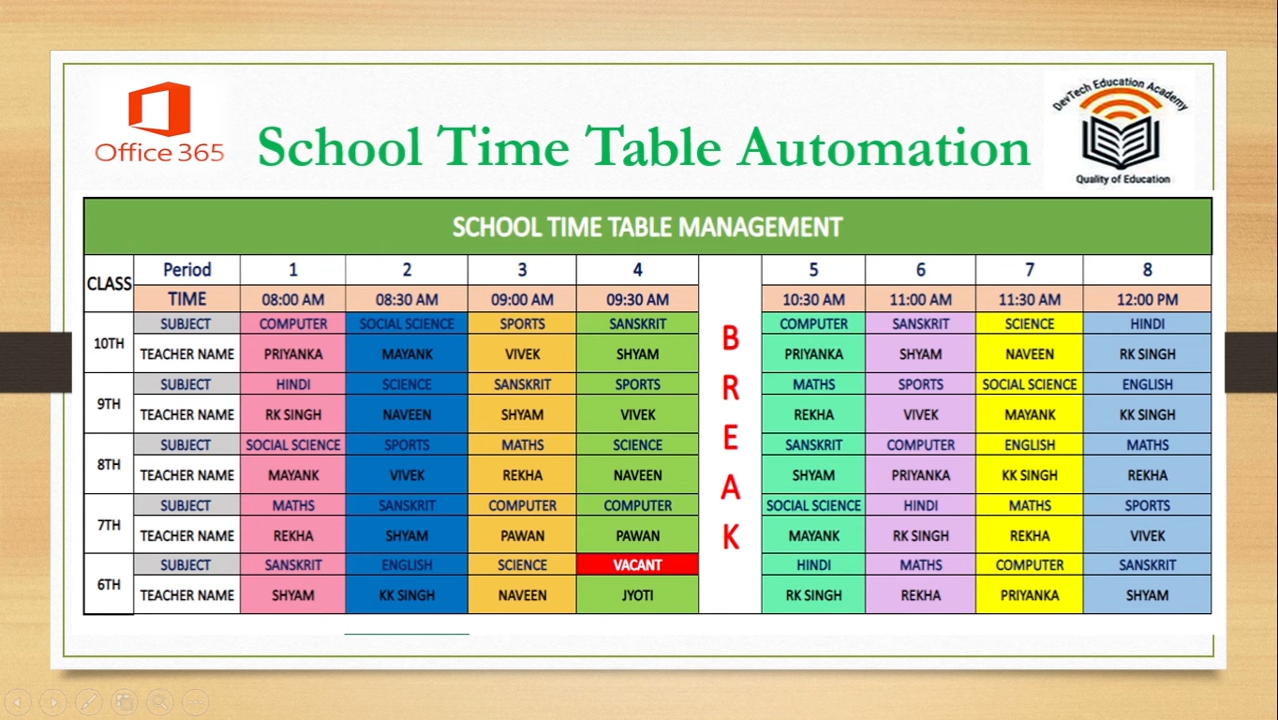 Office 365
School Time Table Automation
DevTech Education Academy
Quality of Education
SCHOOL TIME TABLE MANAGEMENT
CLASS Period 1 2 3 4 5 6 7 8
TIME 08:00 AM 08:30 AM 09:00 AM 09:30 AM 10:30 AM 11:00 AM 11:30 AM 12:00 PM
BREAK
10TH SUBJECT COMPUTER SOCIAL SCIENCE SPORTS SANSKRIT COMPUTER SANSKRIT SCIENCE HINDI
TEACHER NAME PRIYANKA MAYANK VIVEK SHYAM PRIYANKA SHYAM NAVEEN RK SINGH
9TH SUBJECT HINDI SCIENCE SANSKRIT SPORTS MATHS SPORTS SOCIAL SCIENCE ENGLISH
TEACHER NAME RK SINGH NAVEEN SHYAM VIVEK REKHA VIVEK MAYANK KK SINGH
8TH SUBJECT SOCIAL SCIENCE SPORTS MATHS SCIENCE SANSKRIT COMPUTER ENGLISH MATHS
TEACHER NAME MAYANK VIVEK REKHA NAVEEN SHYAM PRIYANKA KK SINGH REKHA
7TH SUBJECT MATHS SANSKRIT COMPUTER COMPUTER SOCIAL SCIENCE HINDI MATHS SPORTS
TEACHER NAME REKHA SHYAM PAWAN PAWAN MAYANK RK SINGH REKHA VIVEK
6TH SUBJECT SANSKRIT ENGLISH SCIENCE VACANT HINDI MATHS COMPUTER SANSKRIT
TEACHER NAME SHYAM KK SINGH NAVEEN JYOTI RK SINGH REKHA PRIYANKA SHYAM